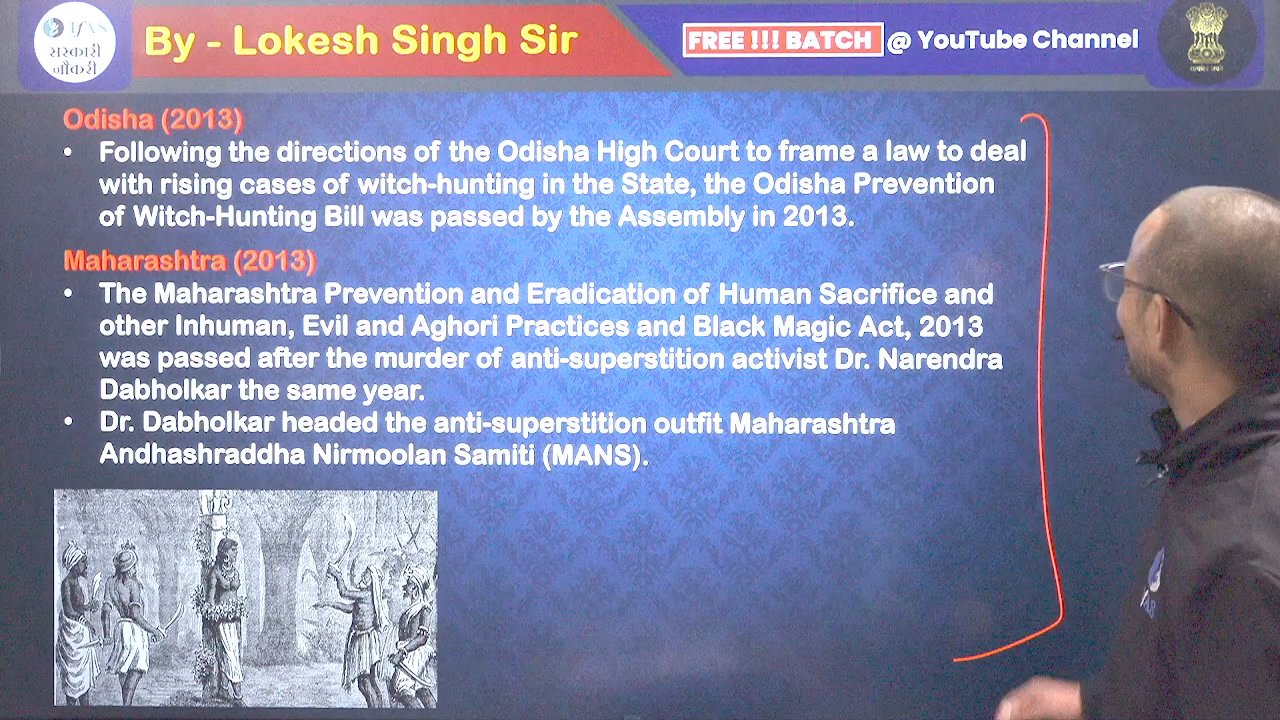 IFAS
સરકારી
નોકરી
By - Lokesh Singh Sir
FREE !!! BATCH @ YouTube Channel
Odisha (2013)
• Following the directions of the Odisha High Court to frame a law to deal
with rising cases of witch-hunting in the State, the Odisha Prevention
of Witch-Hunting Bill was passed by the Assembly in 2013.
Maharashtra (2013)
• The Maharashtra Prevention and Eradication of Human Sacrifice and
other Inhuman, Evil and Aghori Practices and Black Magic Act, 2013
was passed after the murder of anti-superstition activist Dr. Narendra
Dabholkar the same year.
• Dr. Dabholkar headed the anti-superstition outfit Maharashtra
Andhashraddha Nirmoolan Samiti (MANS).